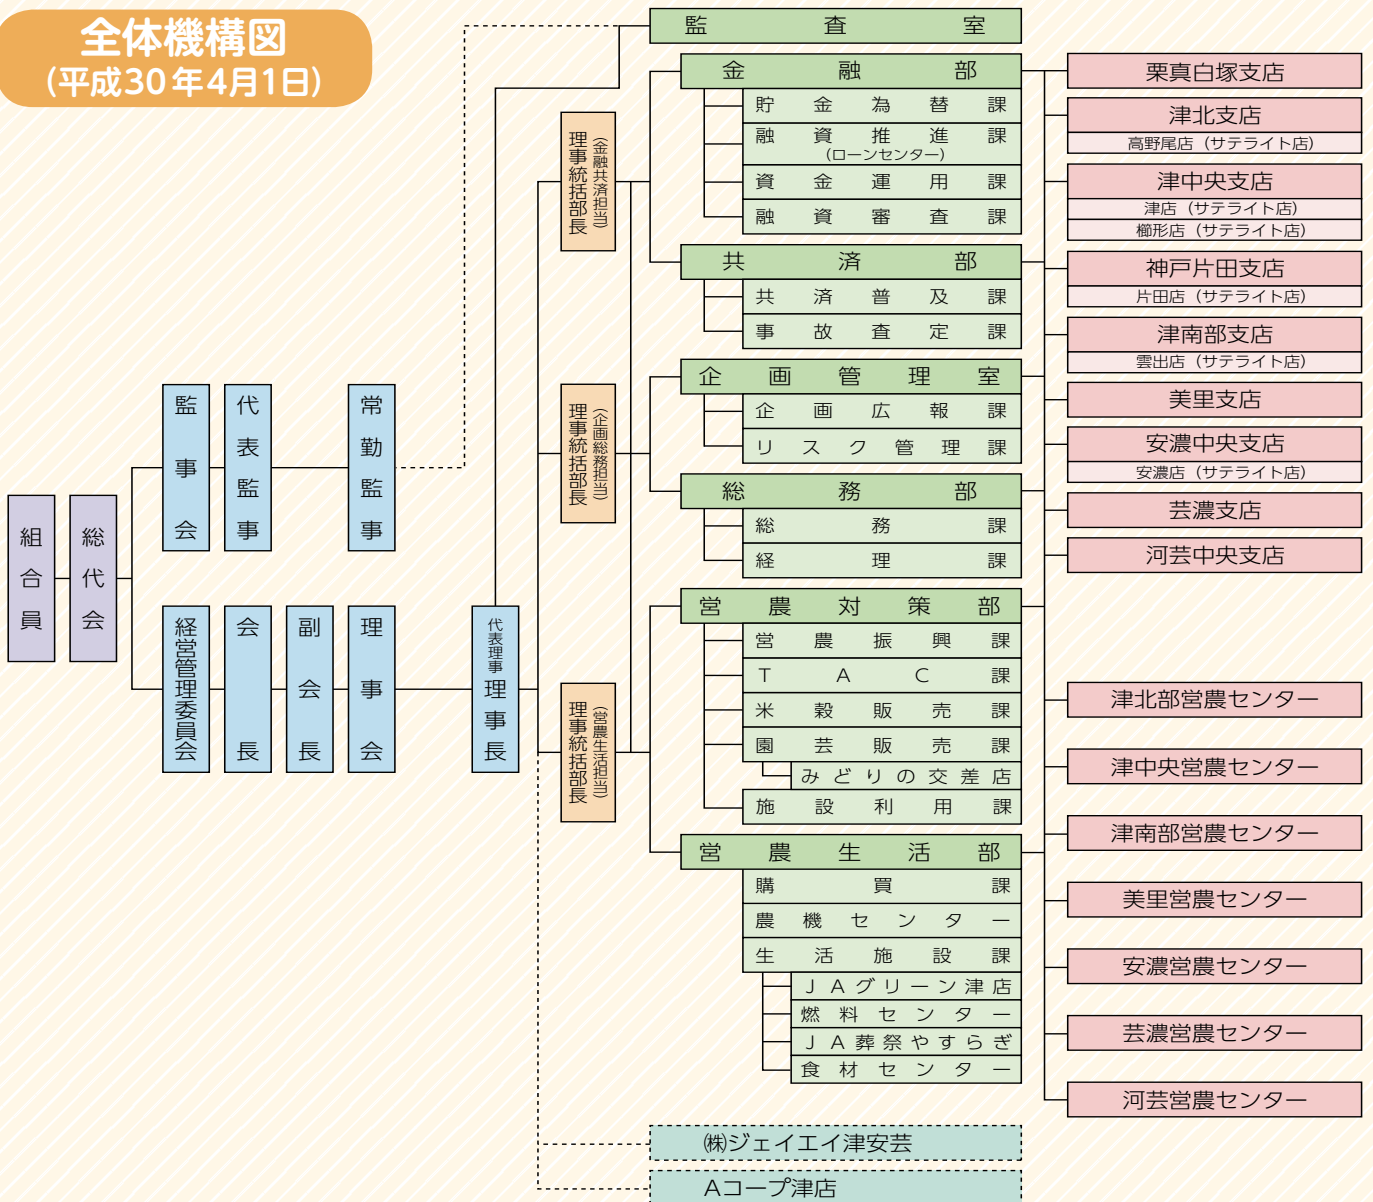 全体機構図
(平成30年4月1日)
組合員
総代会
監事会
代表監事
常勤監事
経営管理委員会
会長
副会長
理事会
代表理事
理事長
(金融共済担当)
理事統括部長
(企画総務担当)
理事統括部長
(営農生活担当)
理事統括部長
監査室
金融部
貯金為替課
融資推進課
(ローンセンター)
資金運用課
融資審査課
共済部
共済普及課
事故査定課
企画管理室
企画広報課
リスク管理課
総務部
総務課
経理課
営農対策部
営農振興課
TAC課
米穀販売課
園芸販売課
みどりの交差店
施設利用課
営農生活部
購買課
農機センター
生活施設課
JAグリーン津店
燃料センター
JA葬祭やすらぎ
食材センター
㈱ジェイエイ津安芸
Aコープ津店
栗真白塚支店
津北支店
高野尾店(サテライト店)
津中央支店
津店(サテライト店)
櫛形店(サテライト店)
神戸片田支店
片田店(サテライト店)
津南部支店
雲出店(サテライト店)
美里支店
安濃中央支店
安濃店(サテライト店)
芸濃支店
河芸中央支店
津北部営農センター
津中央営農センター
津南部営農センター
美里営農センター
安濃営農センター
芸濃営農センター
河芸営農センター